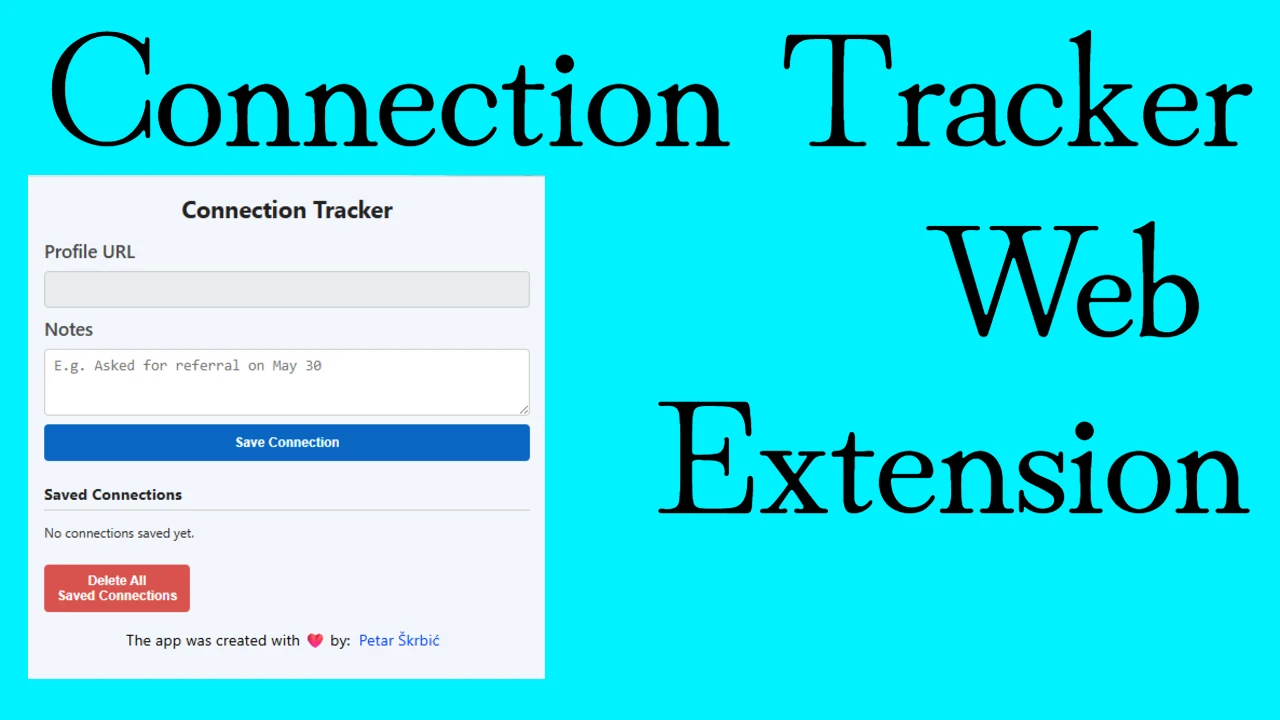 Connection Tracker
Web
Extension
Connection Tracker
Profile URL
Notes
E.g. Asked for referral on May 30
Save Connection
Saved Connections
No connections saved yet.
Delete All
Saved Connections
The app was created with ❤️ by: Petar Škrbić